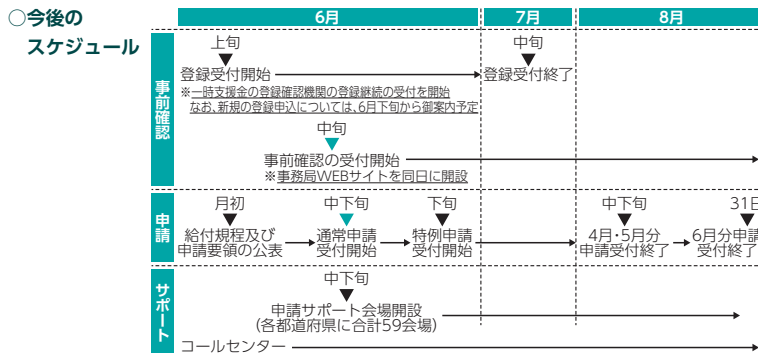 ○今後の
スケジュール
6月
7月
8月
事前確認
上旬
登録受付開始
※一時支援金の登録確認機関の登録継続の受付を開始
なお、新規の登録申込については、6月下旬から御案内予定
中旬
登録受付終了
中旬
事前確認の受付開始
※事務局WEBサイトを同日に開設
申請
月初
給付規程及び
申請要領の公表
中下旬
通常申請
受付開始
下旬
特例申請
受付開始
中下旬
4月・5月分
申請受付終了
31日
6月分申請
受付終了
サポート
中下旬
申請サポート会場開設
(各都道府県に合計59会場)
コールセンター